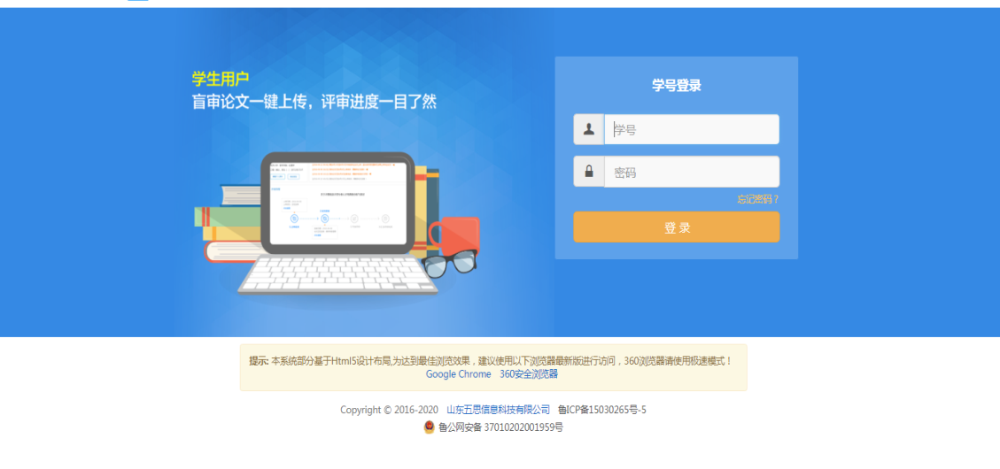 学生用户
盲审论文一键上传，评审进度一目了然
学号登录
学号
密码
忘记密码？
登 录
提示: 本系统部分基于Html5设计布局,为达到最佳浏览效果，建议使用以下浏览器最新版进行访问，360浏览器请使用极速模式！
Google Chrome 360安全浏览器
Copyright © 2016-2020 山东五思信息科技有限公司 鲁ICP备15030265号-5
鲁公网安备 37010202001959号